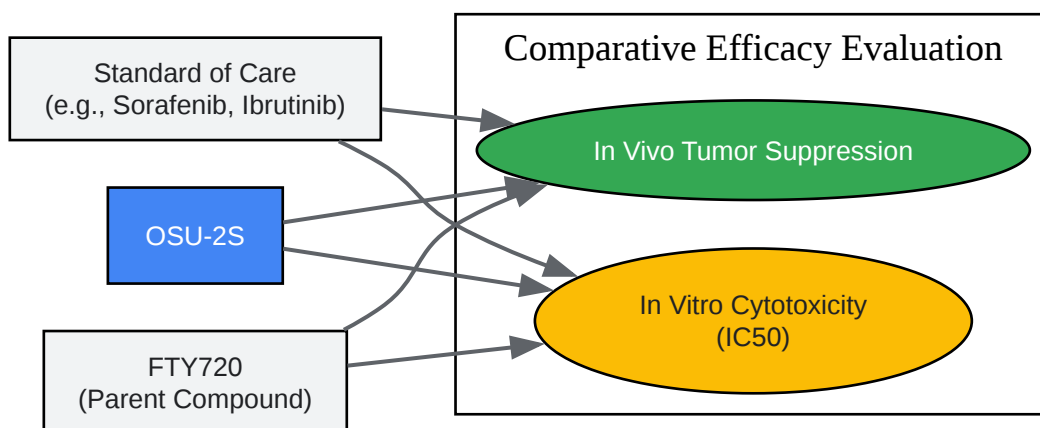 Comparative Efficacy Evaluation
Standard of Care
(e.g., Sorafenib, Ibrutinib)
In Vivo Tumor Suppression
OSU-2S
In Vitro Cytotoxicity
(IC50)
FTY720
(Parent Compound)